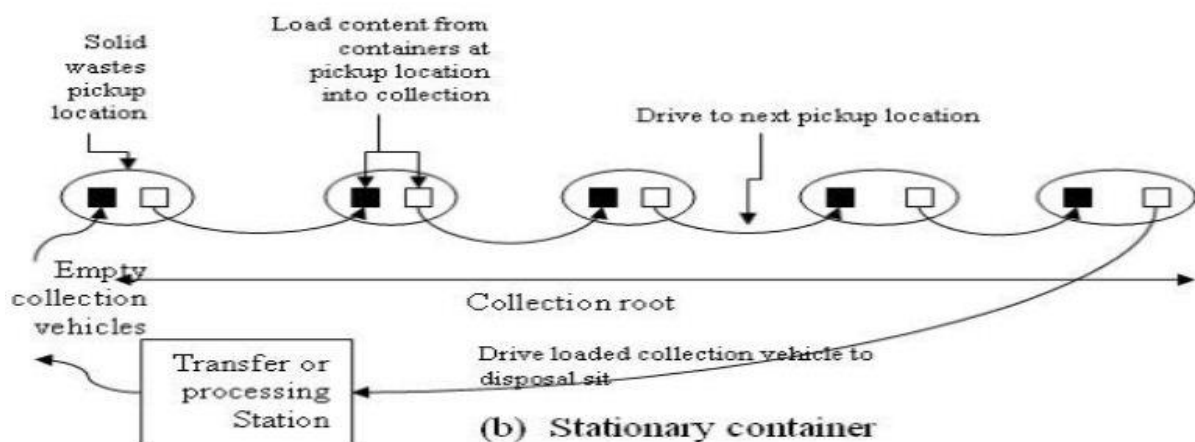 Solid
wastes
pickup
location
Load content from
containers at
pickup location
into collection
Drive to next pickup location
Empty
collection
vehicles
Collection root
Transfer or
processing
Station
Drive loaded collection vehicle to
disposal sit
(b) Stationary container